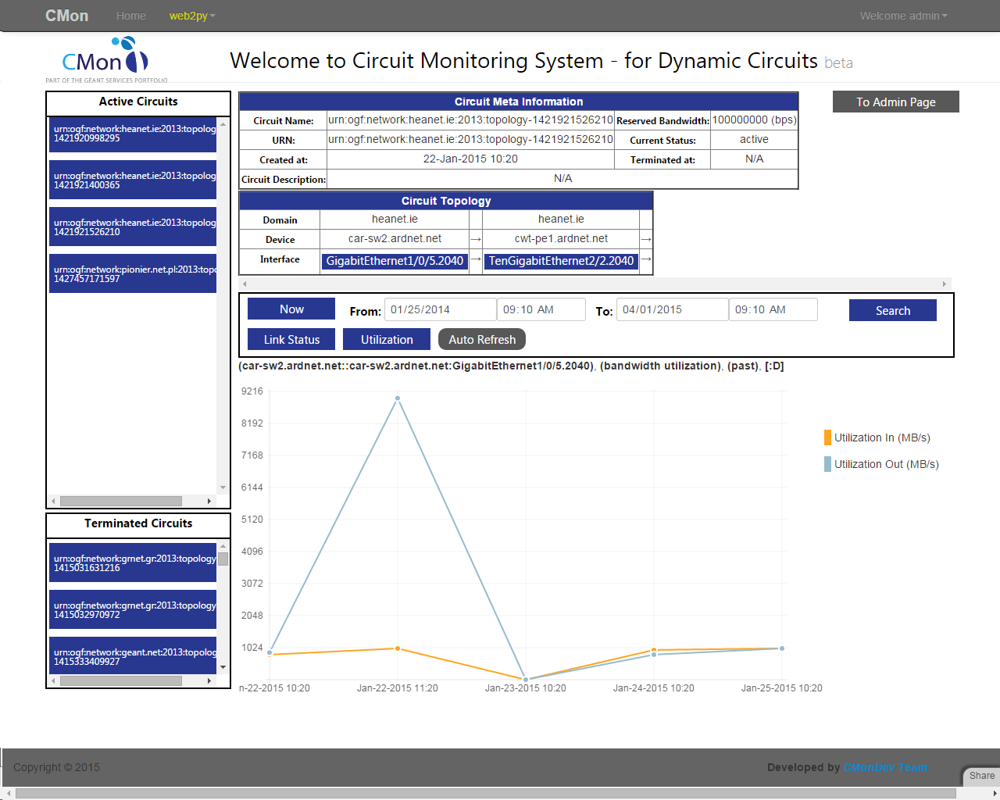 CMon Home web2py Welcome admin
CMon
PART OF THE GÉANT SERVICES PORTFOLIO
Welcome to Circuit Monitoring System - for Dynamic Circuits beta
To Admin Page
Active Circuits
urn:ogf:network:heanet.ie:2013:topolog
1421920998295
urn:ogf:network:heanet.ie:2013:topolog
1421921400365
urn:ogf:network:heanet.ie:2013:topolog
1421921526210
urn:ogf:network:pionier.net.pl:2013:topo
1427457171597
Terminated Circuits
urn:ogf:network:grnet.gr:2013:topology
1415031631216
urn:ogf:network:grnet.gr:2013:topology
1415032970972
urn:ogf:network:geant.net:2013:topolog
1415333409927
Circuit Meta Information
Circuit Name: urn:ogf:network:heanet.ie:2013:topology-1421921526210 Reserved Bandwidth: 100000000 (bps)
URN: urn:ogf:network:heanet.ie:2013:topology-1421921526210 Current Status: active
Created at: 22-Jan-2015 10:20 Terminated at: N/A
Circuit Description: N/A
Circuit Topology
Domain heanet.ie heanet.ie
Device car-sw2.ardnet.net → cwt-pe1.ardnet.net →
Interface GigabitEthernet1/0/5.2040 → TenGigabitEthernet2/2.2040 →
Now From: 01/25/2014 09:10 AM To: 04/01/2015 09:10 AM Search
Link Status Utilization Auto Refresh
(car-sw2.ardnet.net::car-sw2.ardnet.net:GigabitEthernet1/0/5.2040), (bandwidth utilization), (past), [:D]
9216
8192
7168
6144
5120
4096
3072
2048
1024
n-22-2015 10:20 Jan-22-2015 11:20 Jan-23-2015 10:20 Jan-24-2015 10:20 Jan-25-2015 10:20
Utilization In (MB/s)
Utilization Out (MB/s)
Copyright © 2015 Developed by CMonDev Team
Share